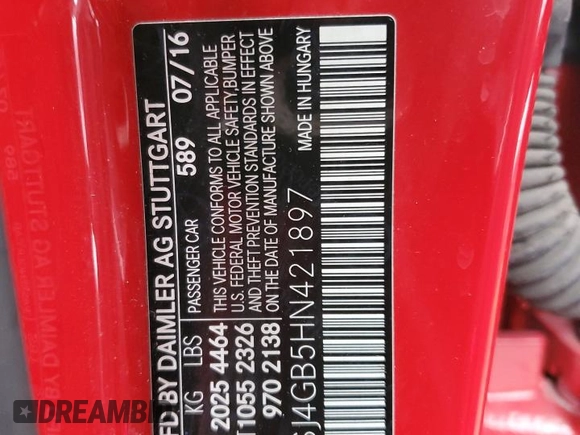 FD BY DAIMLER AG STUTTGART
KG LBS PASSENGER CAR 589 07/16
2025 4464 THIS VEHICLE CONFORMS TO ALL APPLICABLE
U.S. FEDERAL MOTOR VEHICLE SAFETY, BUMPER
1055 2326 AND THEFT PREVENTION STANDARDS IN EFFECT
970 2138 ON THE DATE OF MANUFACTURE SHOWN ABOVE
MADE IN HUNGARY
J4GB5HN421897
DREAMBI